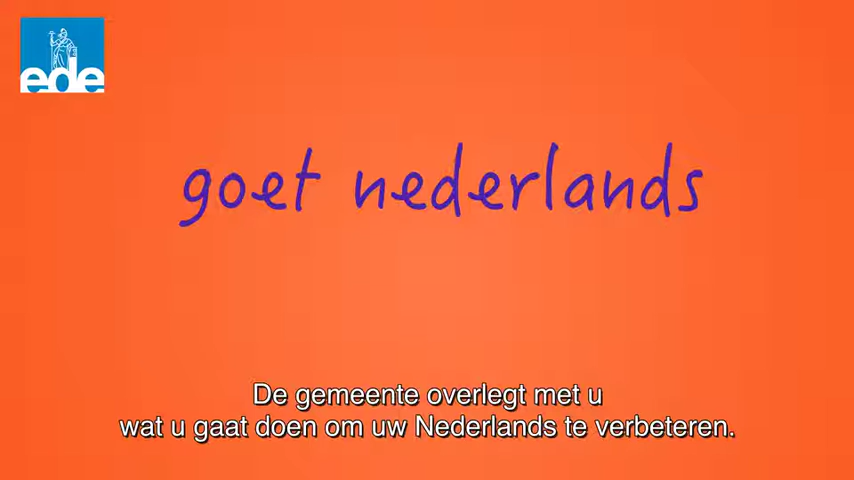 ede
goet nederlands
De gemeente overlegt met u
wat u gaat doen om uw Nederlands te verbeteren.